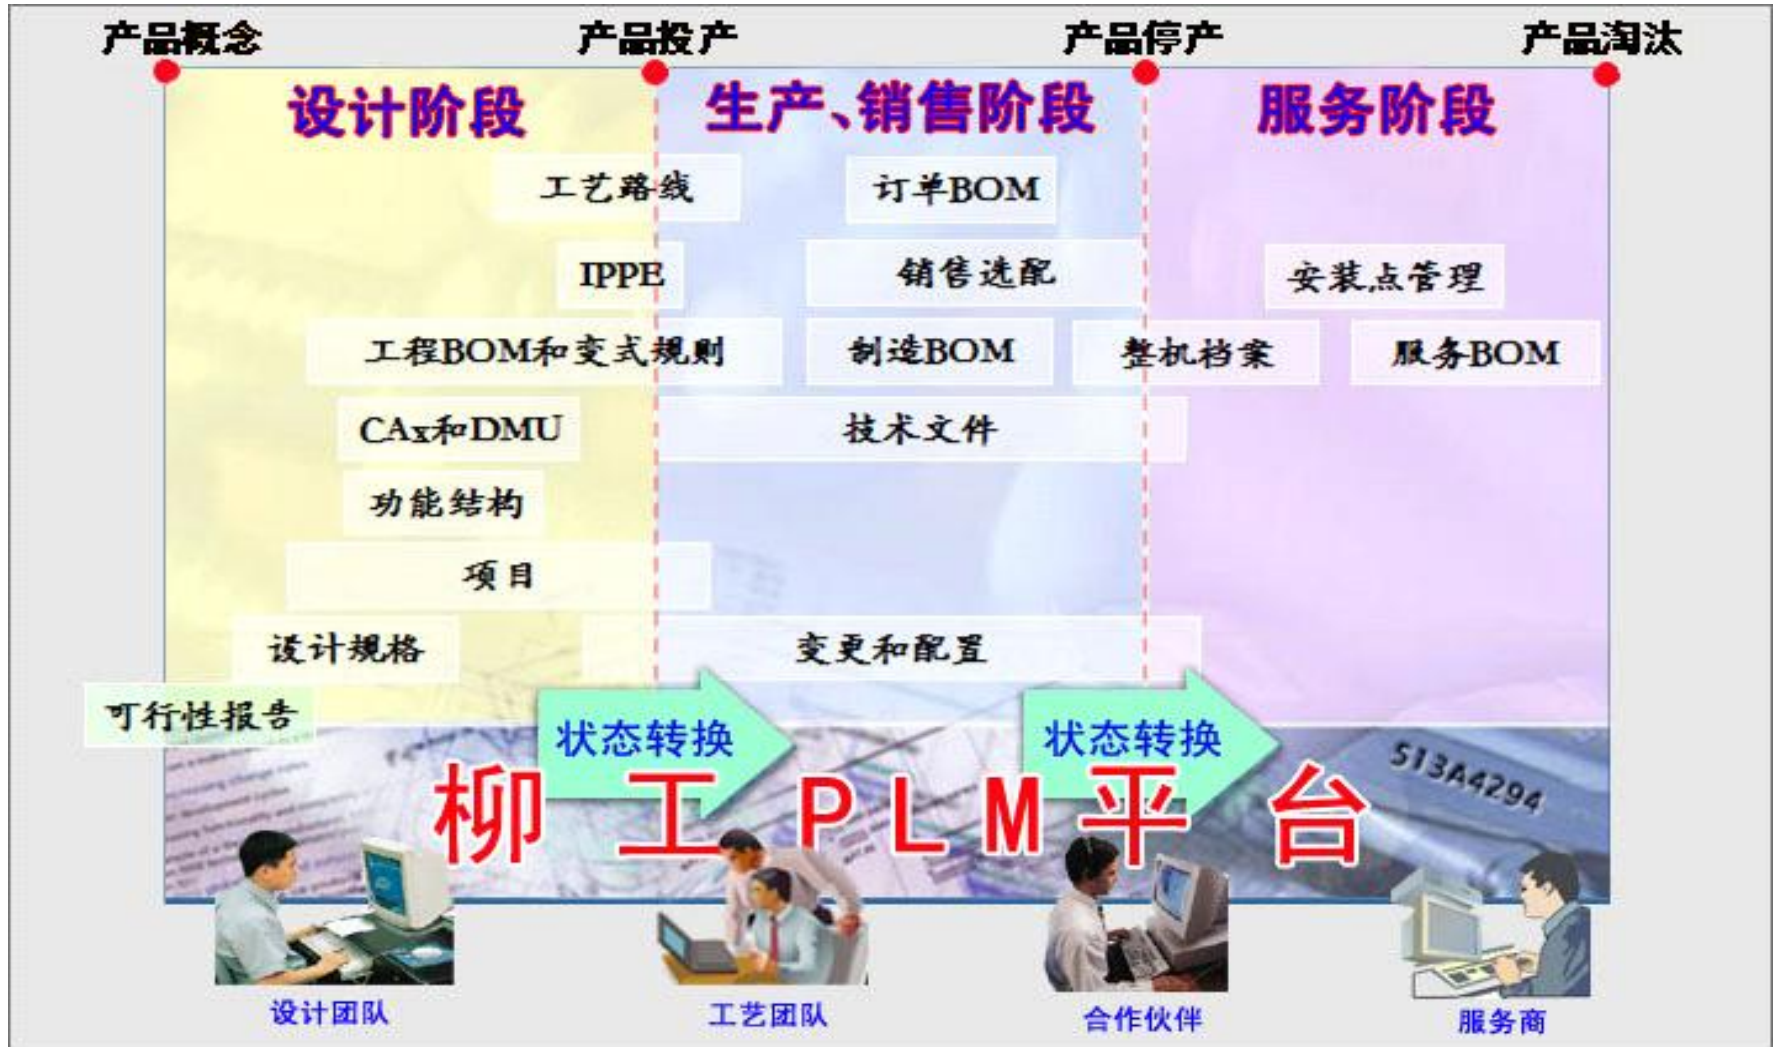 产品概念 产品投产 产品停产 产品淘汰
设计阶段 生产、销售阶段 服务阶段
工艺路线 订单BOM
IPPE 销售选配 安装点管理
工程BOM和变式规则 制造BOM 整机档案 服务BOM
CAx和DMU 技术文件
功能结构
项目
设计规格 变更和配置
可行性报告
状态转换 状态转换
柳工PLM平台
513A4294
设计团队 工艺团队 合作伙伴 服务商